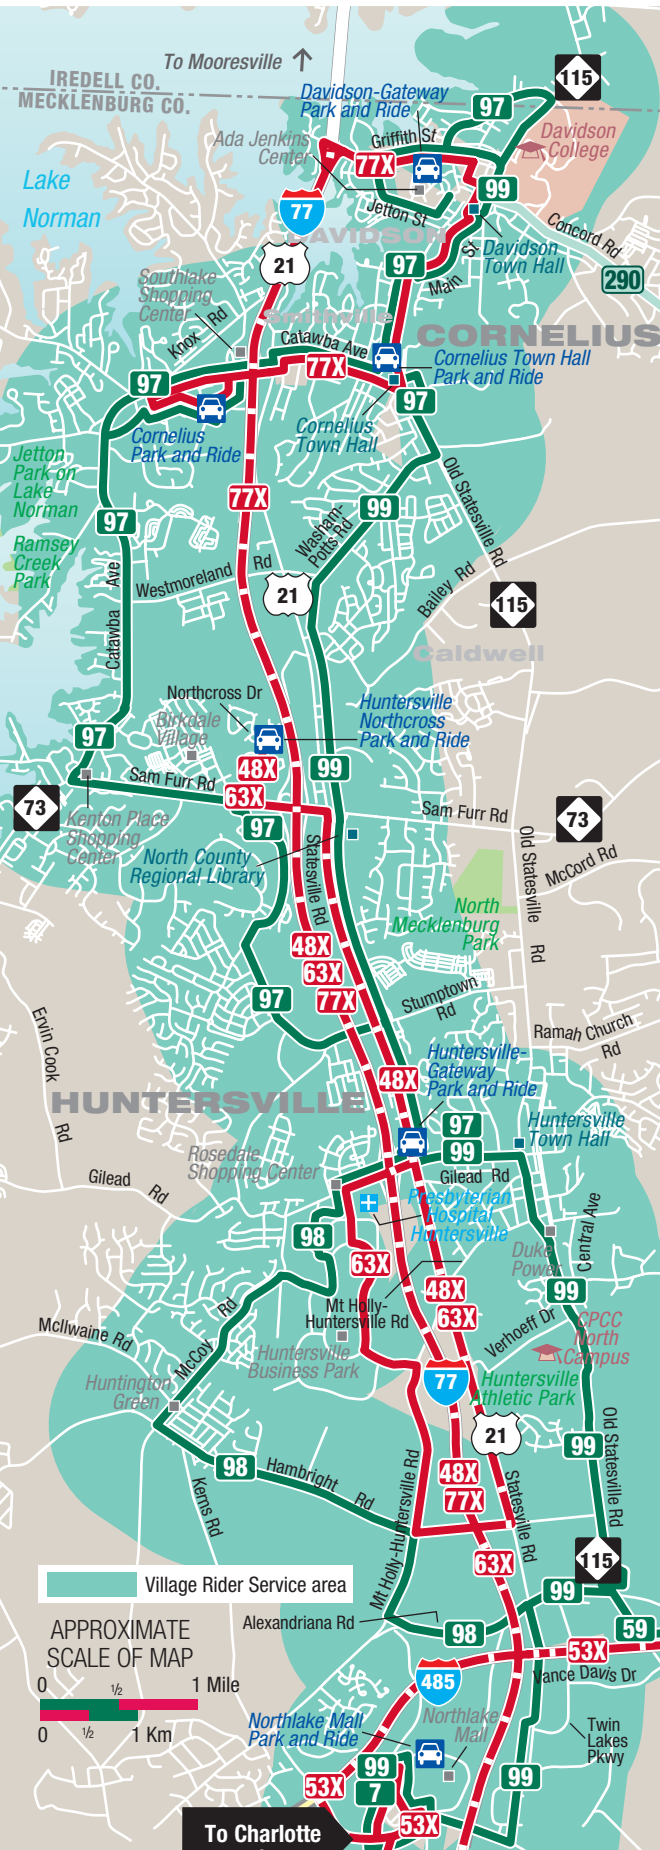 To Mooresville
IREDELL CO.
MECKLENBURG CO.
115
Davidson-Gateway
Park and Ride
97
Griffith St
Ada Jenkins
Center
77X
Davidson
College
Lake
Norman
77
99
Jetton St
DAVIDSON
Concord Rd
Davidson
Town Hall
21
97
Main St
290
Southlake
Shopping
Center
Knox Rd
Smithville
CORNELIUS
Catawba Ave
77X
Cornelius Town Hall
Park and Ride
97
97
Cornelius
Park and Ride
Cornelius
Town Hall
Jetton
Park on
Lake
Norman
Old Statesville Rd
77X
99
97
Washam-
Potts Rd
Ramsey
Creek
Park
Catawba Ave
Westmoreland Rd
21
Bailey Rd
115
Caldwell
Northcross Dr
Huntersville
Northcross
Park and Ride
Birkdale
Village
97
48X
99
Sam Furr Rd
63X
73
Kenton Place
Shopping
Center
97
Sam Furr Rd
73
North County
Regional Library
Statesville Rd
Old Statesville Rd
McCord Rd
North
Mecklenburg
Park
48X
63X
77X
97
Stumptown
Rd
Ervin Cook Rd
Ramah Church
Rd
Huntersville-
Gateway
Park and Ride
48X
HUNTERSVILLE
97
99
Huntersville
Town Hall
Rosedale
Shopping Center
Gilead Rd
Gilead Rd
Presbyterian
Hospital
Huntersville
98
Duke
Power
Central Ave
63X
48X
63X
99
Mt Holly-
Huntersville Rd
McIlwaine Rd
McCoy Rd
Verhoeff Dr
CPCC
North
Campus
Huntersville
Business Park
77
Huntersville
Athletic Park
Huntington
Green
21
99
Old Statesville Rd
98
Hambright Rd
48X
77X
Kerns Rd
Mt Holly-Huntersville Rd
Statesville Rd
63X
115
Village Rider Service area
99
APPROXIMATE
SCALE OF MAP
Alexandriana Rd
98
59
0 ½ 1 Mile
0 ½ 1 Km
53X
485
Vance Davis Dr
Northlake Mall
Park and Ride
Northlake
Mall
Twin
Lakes
Pkwy
99
7
99
53X
53X
To Charlotte